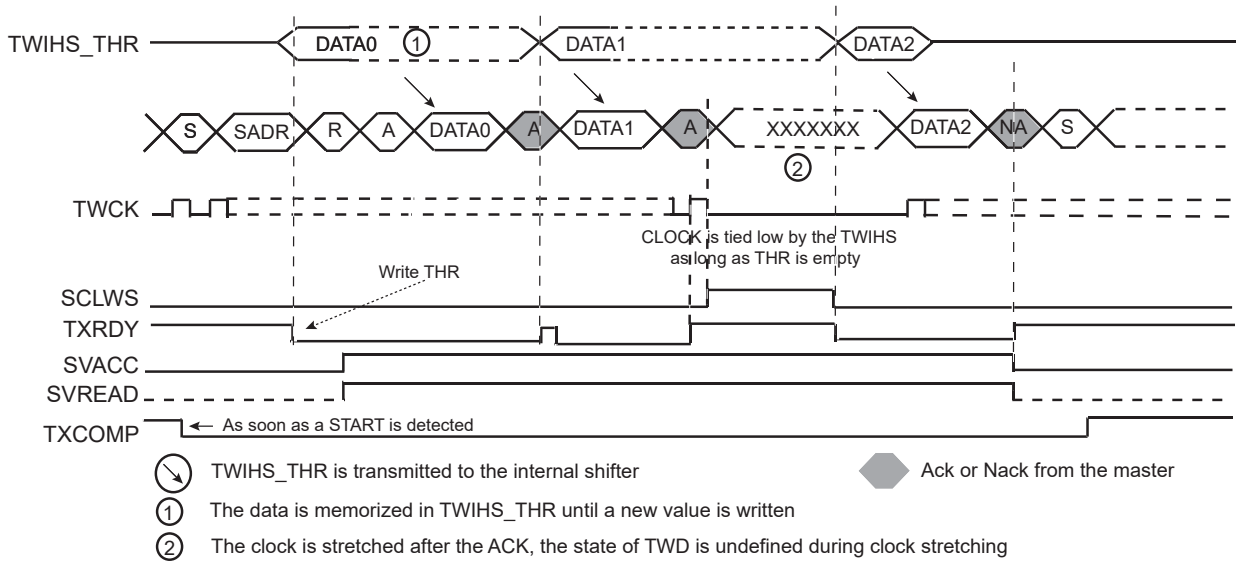 TWIHS_THR DATA0 1 DATA1 DATA2
S SADR R A DATA0 A DATA1 A XXXXXXX DATA2 NA S
2
TWCK
CLOCK is tied low by the TWIHS
as long as THR is empty
Write THR
SCLWS
TXRDY
SVACC
SVREAD
TXCOMP As soon as a START is detected
TWIHS_THR is transmitted to the internal shifter Ack or Nack from the master
1 The data is memorized in TWIHS_THR until a new value is written
2 The clock is stretched after the ACK, the state of TWD is undefined during clock stretching